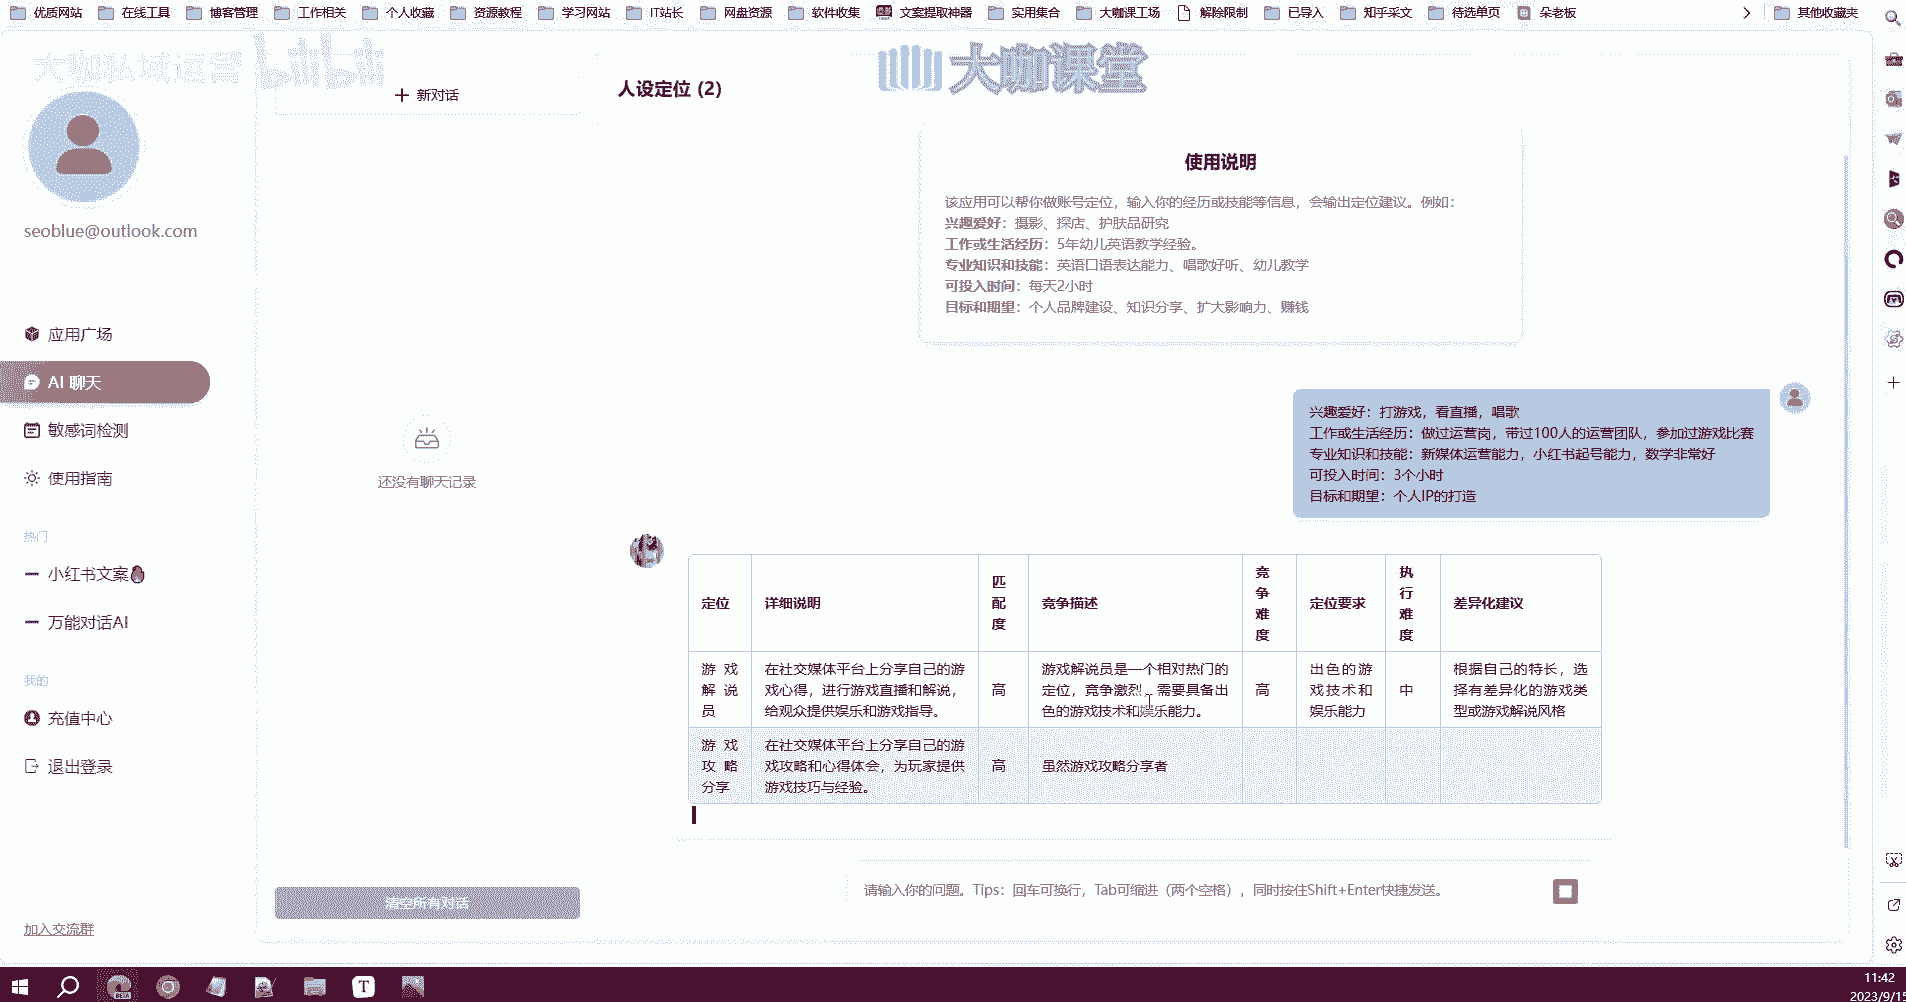 优质网站 在线工具 博客管理 工作相关 个人收藏 资源教程 学习网站 IT站长 网盘资源 软件收集 文案提取神器 实用集合 大咖课工场 解除限制 已导入 知乎采文 待选单页 朵老板 其他收藏夹
大咖私域运营 bilibili
大咖课堂
+ 新对话
人设定位 (2)
seoblue@outlook.com
应用广场
AI 聊天
敏感词检测
使用指南
热门
小红书文案
万能对话AI
我的
充值中心
退出登录
加入交流群
还没有聊天记录
清空所有对话
使用说明
该应用可以帮你做账号定位，输入你的经历或技能等信息，会输出定位建议。例如：
兴趣爱好：摄影、探店、护肤品研究
工作或生活经历：5年幼儿英语教学经验。
专业知识和技能：英语口语表达能力、唱歌好听、幼儿教学
可投入时间：每天2小时
目标和期望：个人品牌建设、知识分享、扩大影响力、赚钱
兴趣爱好：打游戏，看直播，唱歌
工作或生活经历：做过运营岗，带过100人的运营团队，参加过游戏比赛
专业知识和技能：新媒体运营能力，小红书起号能力，数学非常好
可投入时间：3个小时
目标和期望：个人IP的打造
定位 详细说明 匹配度 竞争描述 竞争难度 定位要求 执行难度 差异化建议
游戏解说员
在社交媒体平台上分享自己的游
戏心得，进行游戏直播和解说，
给观众提供娱乐和游戏指导。
高
游戏解说员是一个相对热门的
定位，竞争激烈，需要具备出
色的游戏技术和娱乐能力。
高
出色的游
戏技术和
娱乐能力
中
根据自己的特长，选
择有差异化的游戏类
型或游戏解说风格
游戏攻略分享
在社交媒体平台上分享自己的游
戏攻略和心得体会，为玩家提供
游戏技巧与经验。
高
虽然游戏攻略分享者
请输入你的问题。Tips：回车可换行，Tab可缩进（两个空格），同时按住Shift+Enter快捷发送。
BETA
T
11:42
2023/9/15